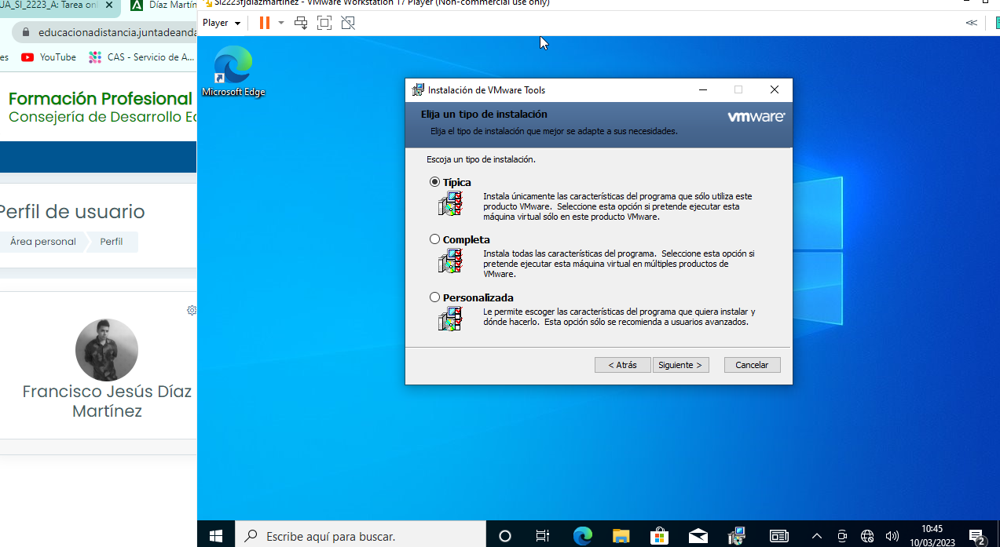 UA_SI_2223_A: Tarea onl
Díaz Martín
SI2223fjdiazmartinez - VMware Workstation 17 Player (Non-commercial use only)
Player
educacionadistancia.juntadeanda
es
YouTube
CAS - Servicio de A...
Microsoft Edge
Formación Profesional
Consejería de Desarrollo Ec
Perfil de usuario
Área personal
Perfil
Francisco Jesús Díaz
Martínez
Instalación de VMware Tools
Elija un tipo de instalación
Elija el tipo de instalación que mejor se adapte a sus necesidades.
vmware
Escoja un tipo de instalación.
Típica
Instala únicamente las características del programa que sólo utiliza este
producto VMware. Seleccione esta opción si pretende ejecutar esta
máquina virtual sólo en este producto VMware.
Completa
Instala todas las características del programa. Seleccione esta opción si
pretende ejecutar esta máquina virtual en múltiples productos de
VMware.
Personalizada
Le permite escoger las características del programa que quiera instalar y
dónde hacerlo. Esta opción sólo se recomienda a usuarios avanzados.
< Atrás
Siguiente >
Cancelar
Escribe aquí para buscar.
10:45
10/03/2023
2